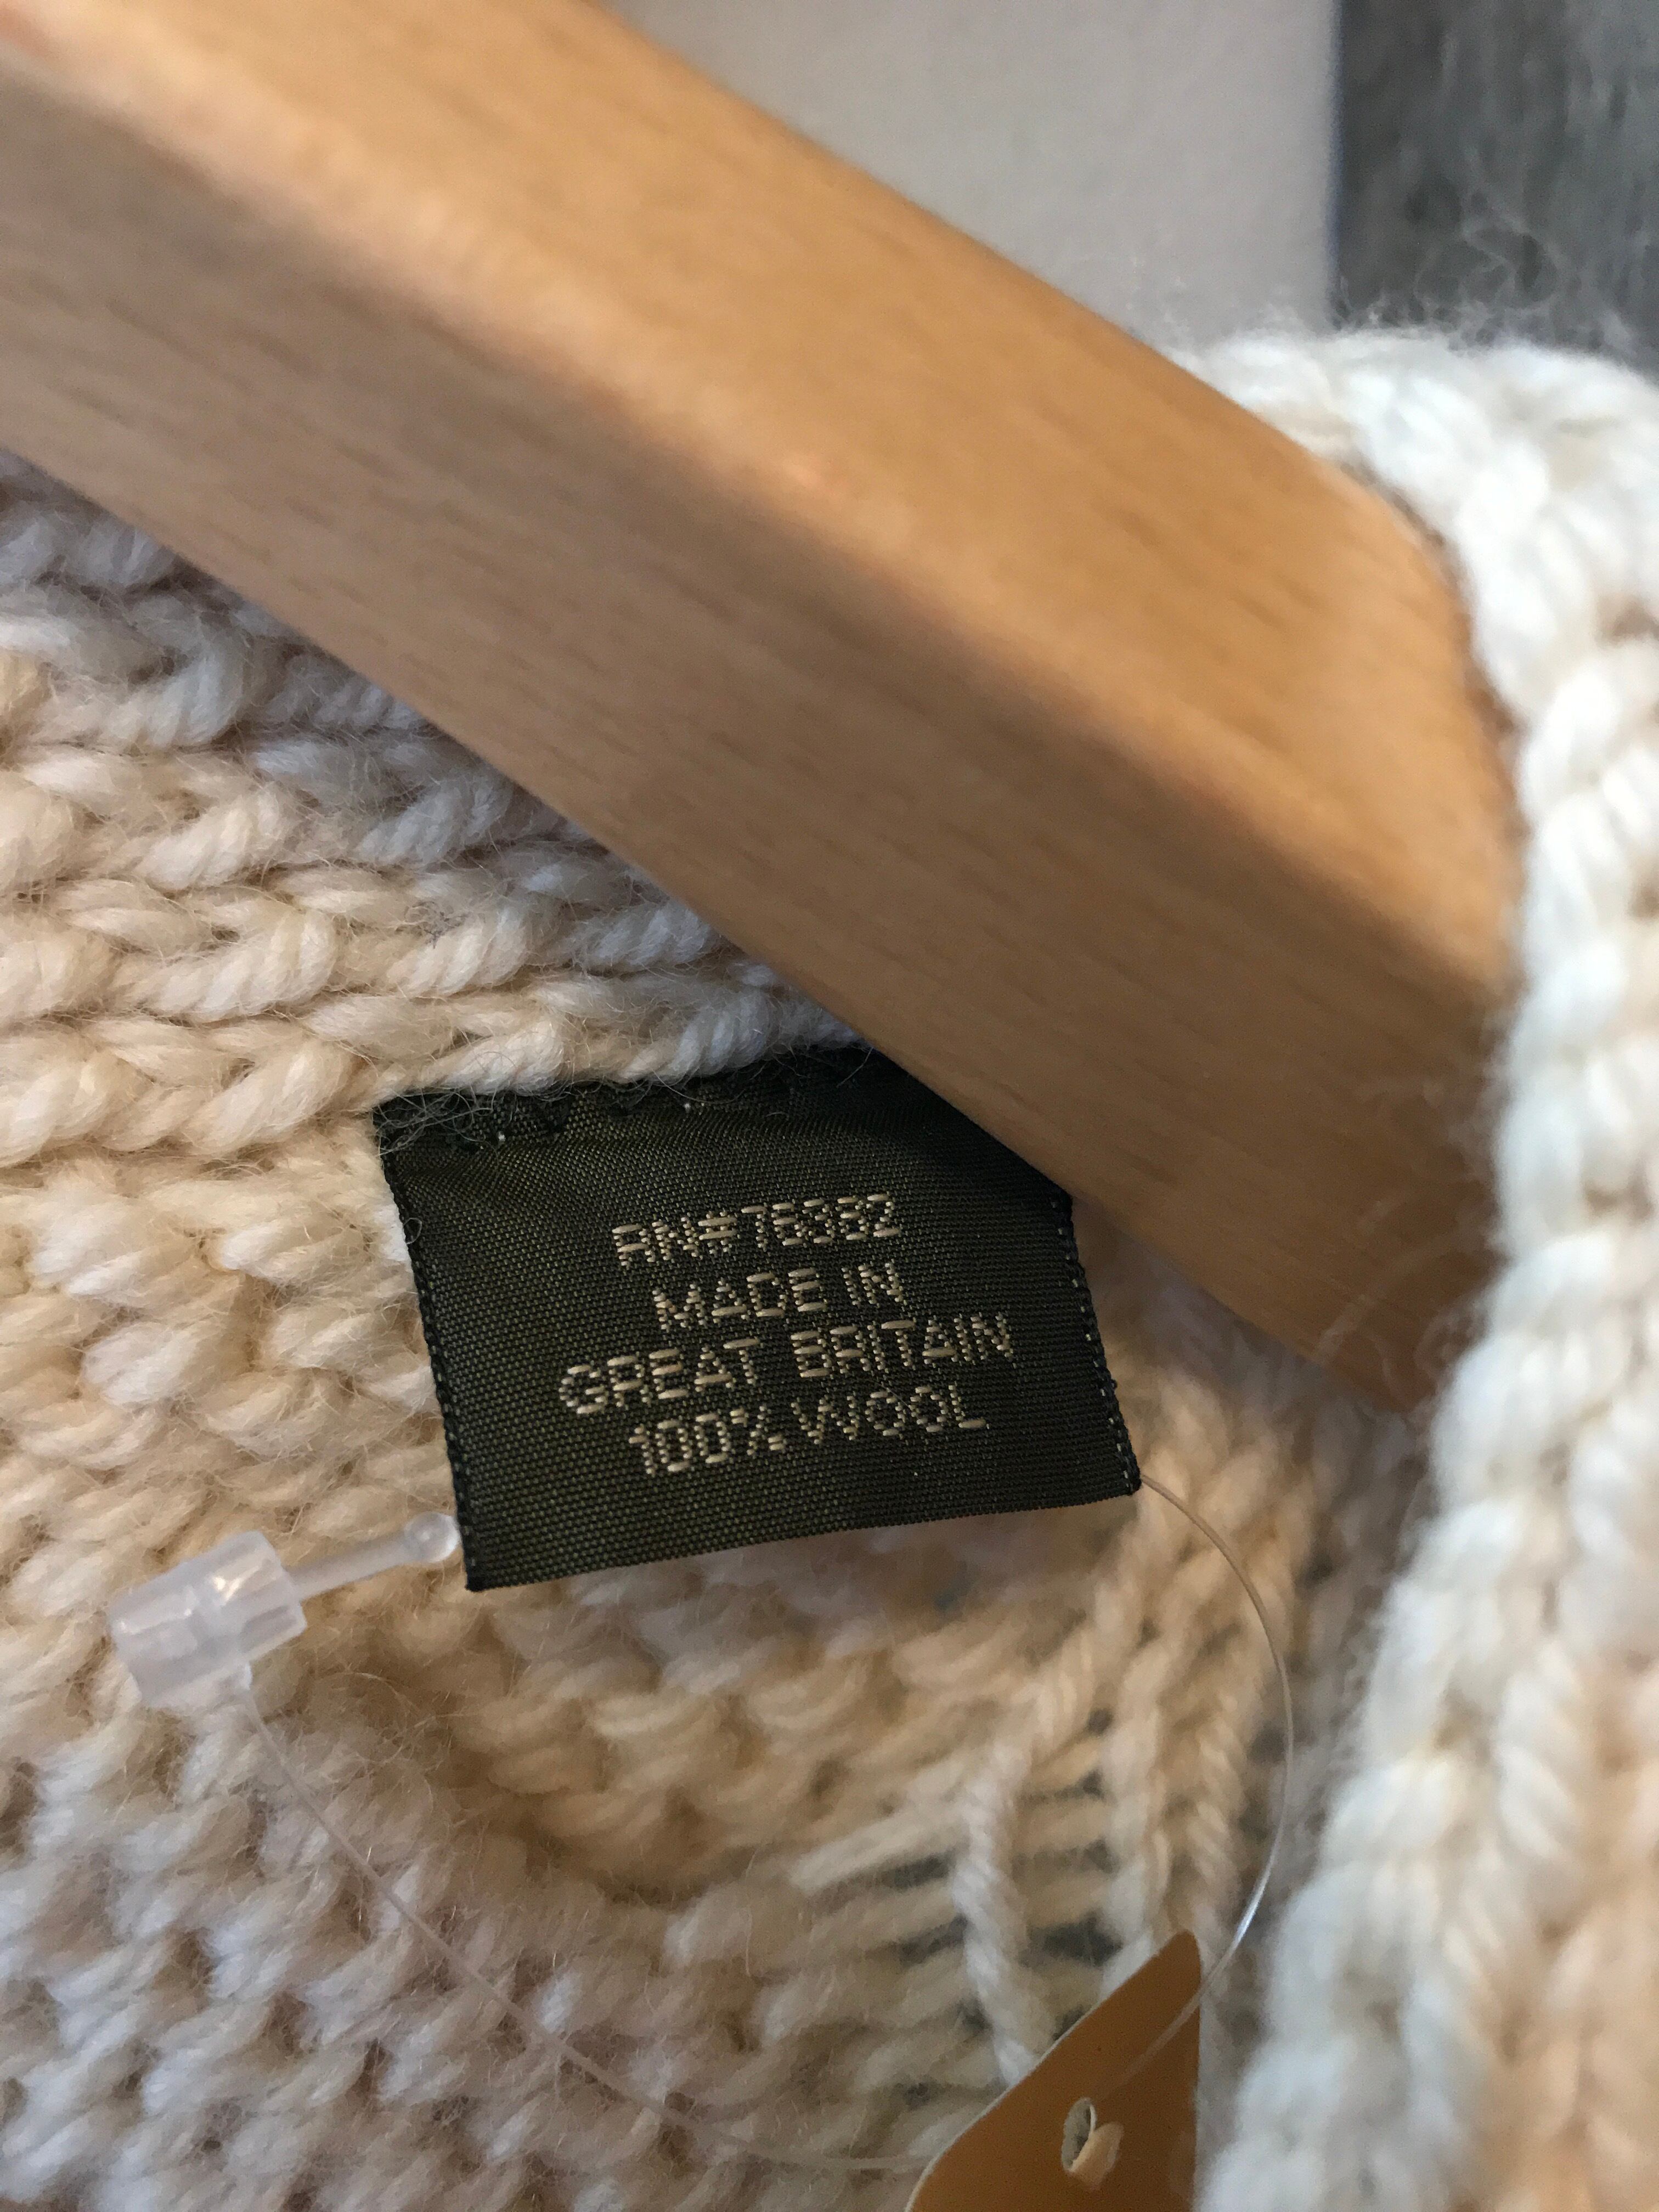 RN#76382
MADE IN
GREAT BRITAIN
100% WOOL